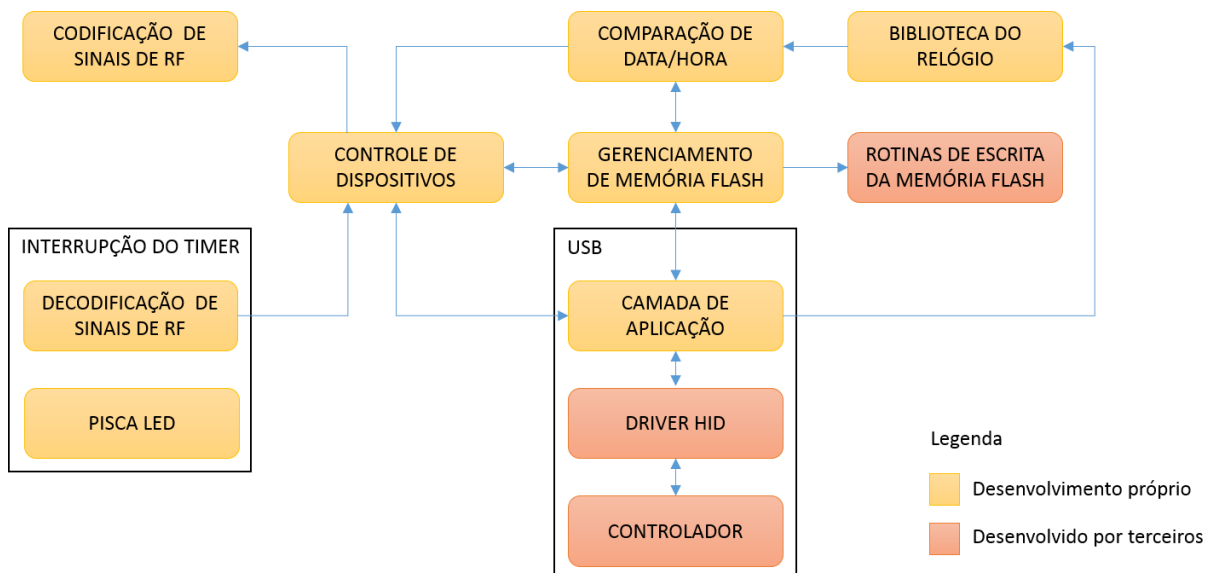 CODIFICAÇÃO DE
SINAIS DE RF
COMPARAÇÃO DE
DATA/HORA
BIBLIOTECA DO
RELÓGIO
CONTROLE DE
DISPOSITIVOS
GERENCIAMENTO
DE MEMÓRIA FLASH
ROTINAS DE ESCRITA
DA MEMÓRIA FLASH
INTERRUPÇÃO DO TIMER
DECODIFICAÇÃO DE
SINAIS DE RF
PISCA LED
USB
CAMADA DE
APLICAÇÃO
DRIVER HID
CONTROLADOR
Legenda
Desenvolvimento próprio
Desenvolvido por terceiros